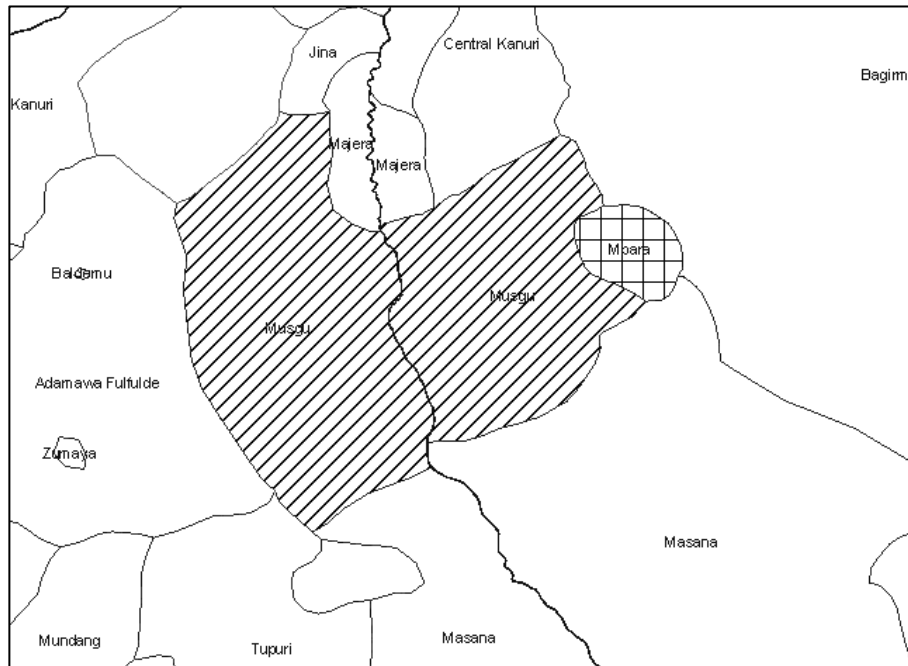 Central Kanuri
Jina
Bagirm
Kanuri
Majera
Majera
Mbara
Baldamu
Musgu
Musgu
Adamawa Fulfulde
Zumaya
Masana
Mundang
Tupuri
Masana